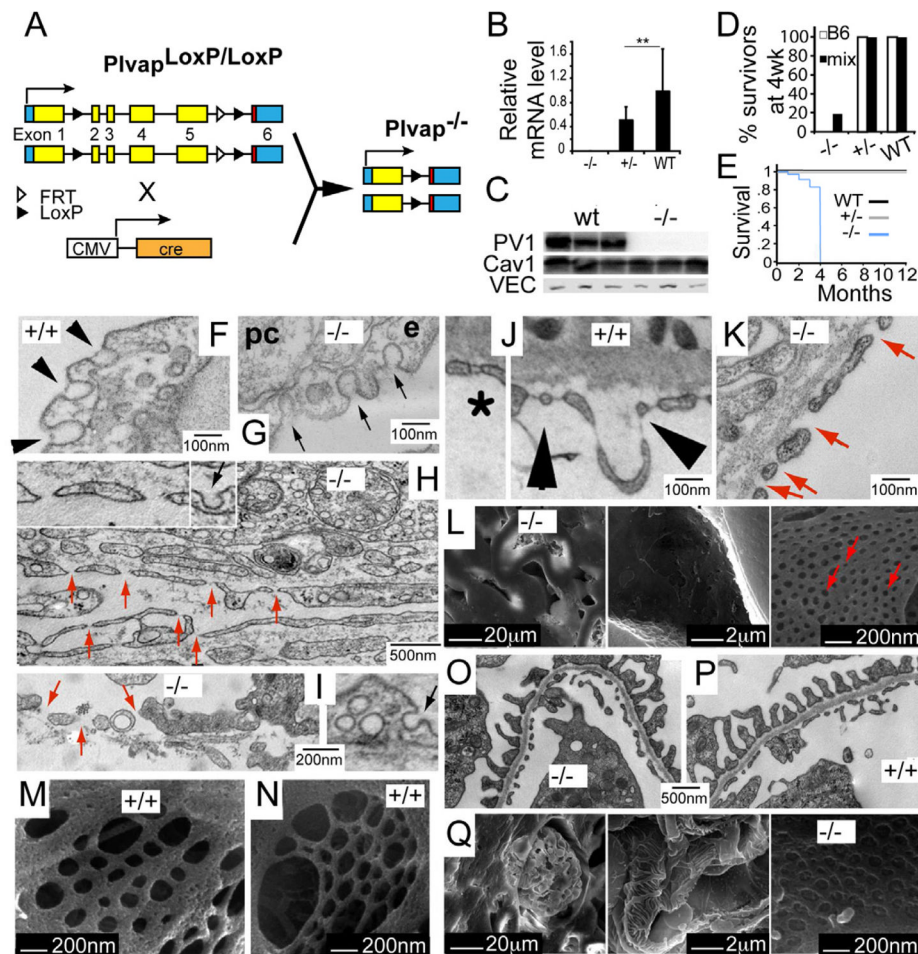 A
Plvap LoxP/LoxP
Exon 1 2 3 4 5 6
FRT
LoxP
X
CMV cre
Plvap-/-
B
Relative
mRNA level
1.6
1.2
0.8
0.4
0
**
-/- +/- WT
C
wt -/-
PV1
Cav1
VEC
D
% survivors
at 4wk
100
80
60
40
20
0
B6
mix
-/- +/- WT
E
Survival
1
.8
.6
.4
.2
0
WT
+/-
-/-
0 2 4 6 8 10 12
Months
+/+ F
100nm
pc -/- e
G 100nm
J +/+
*
100nm
-/- K
100nm
-/- H
500nm
L -/-
20µm 2µm 200nm
-/- I
200nm
O
-/-
500nm
P
+/+
M +/+
200nm
N +/+
200nm
Q -/-
20µm 2µm 200nm